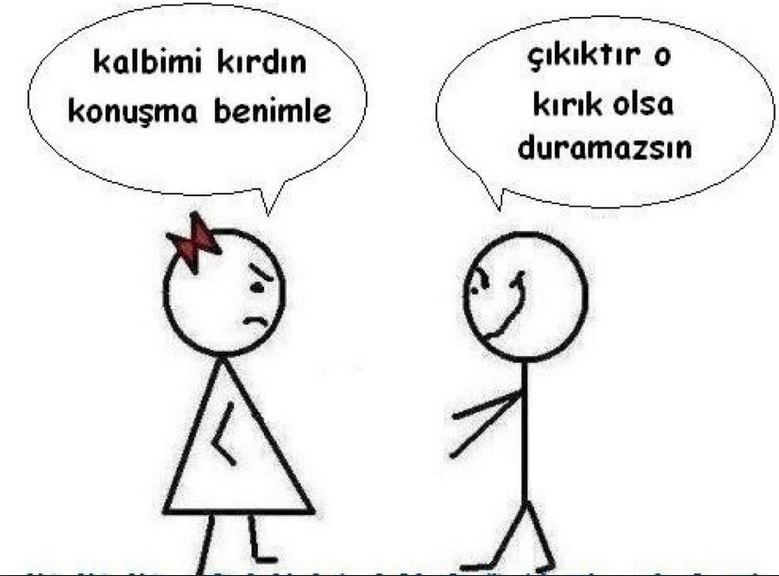 kalbimi kırdın
konuşma benimle
çıkıktır o
kırık olsa
duramazsın